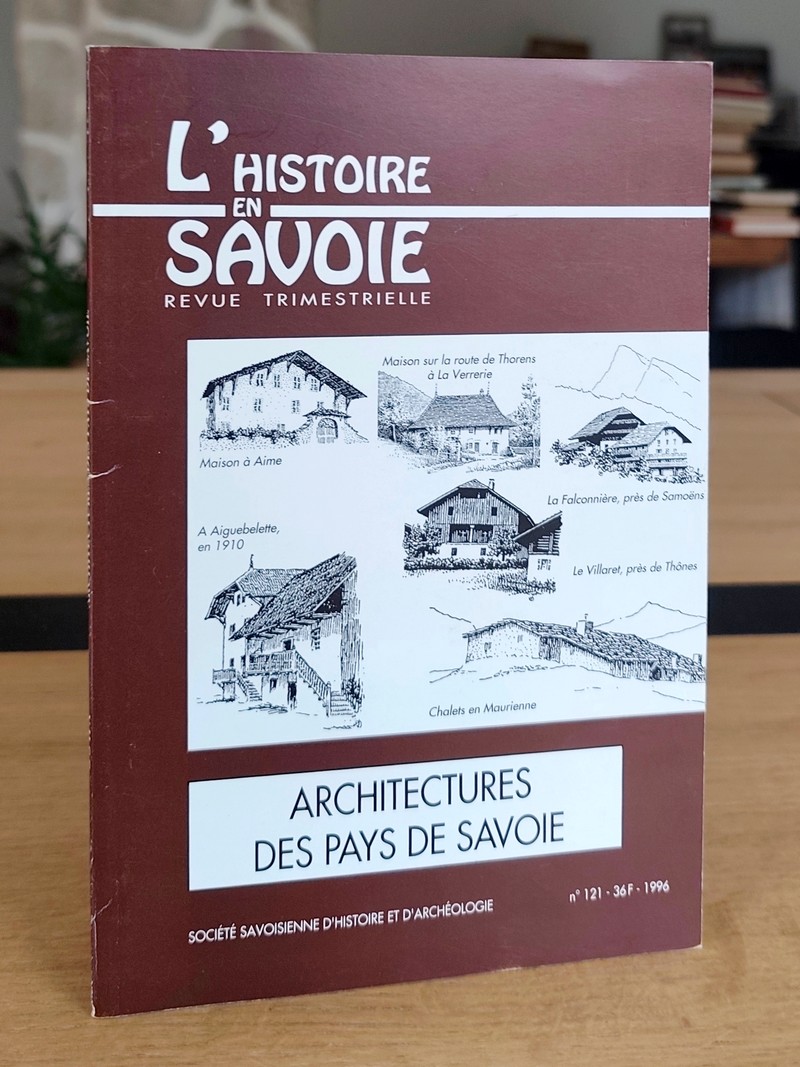 L'HISTOIRE
EN
SAVOIE
REVUE TRIMESTRIELLE
Maison sur la route de Thorens
à La Verrerie
Maison à Aime
La Falconnière, près de Samoëns
A Aiguebelette,
en 1910
Le Villaret, près de Thônes
Chalets en Maurienne
ARCHITECTURES
DES PAYS DE SAVOIE
SOCIÉTÉ SAVOISIENNE D'HISTOIRE ET D'ARCHÉOLOGIE
n° 121 - 36F - 1996